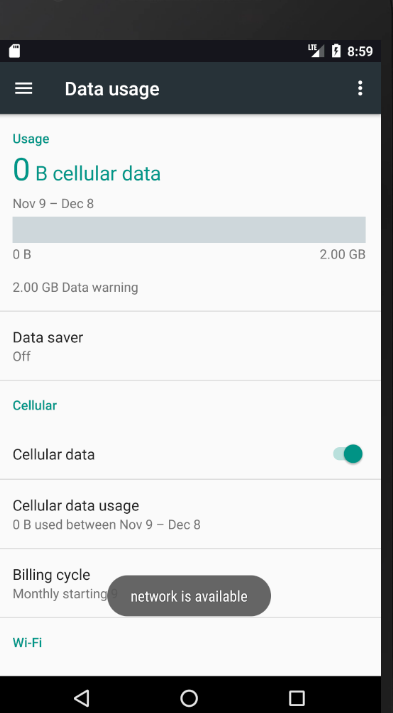 LTE 8:59
Data usage
Usage
0 B cellular data
Nov 9 – Dec 8
0 B 2.00 GB
2.00 GB Data warning
Data saver
Off
Cellular
Cellular data
Cellular data usage
0 B used between Nov 9 – Dec 8
Billing cycle
Monthly starting
network is available
Wi-Fi